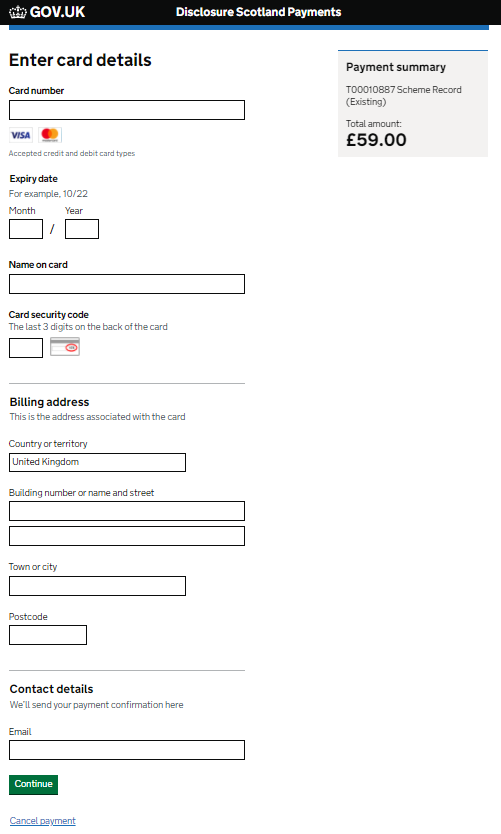 GOV.UK
Disclosure Scotland Payments
Enter card details
Card number
VISA
Accepted credit and debit card types
Expiry date
For example, 10/22
Month Year
/
Name on card
Card security code
The last 3 digits on the back of the card
Billing address
This is the address associated with the card
Country or territory
United Kingdom
Building number or name and street
Town or city
Postcode
Contact details
We'll send your payment confirmation here
Email
Continue
Cancel payment
Payment summary
T00010887 Scheme Record
(Existing)
Total amount:
£59.00